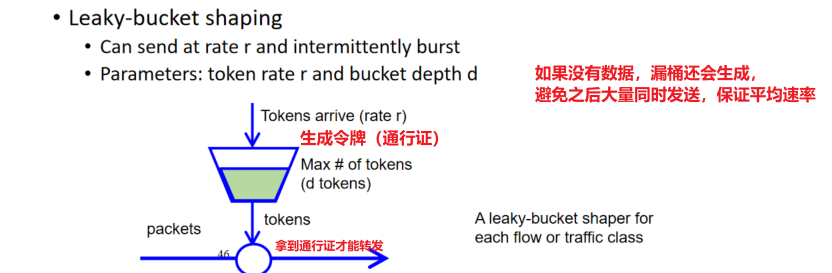 • Leaky-bucket shaping
• Can send at rate r and intermittently burst
• Parameters: token rate r and bucket depth d
如果没有数据，漏桶还会生成，
避免之后大量同时发送，保证平均速率
Tokens arrive (rate r)
生成令牌（通行证）
Max # of tokens
(d tokens)
tokens
packets
拿到通行证才能转发
46
A leaky-bucket shaper for
each flow or traffic class